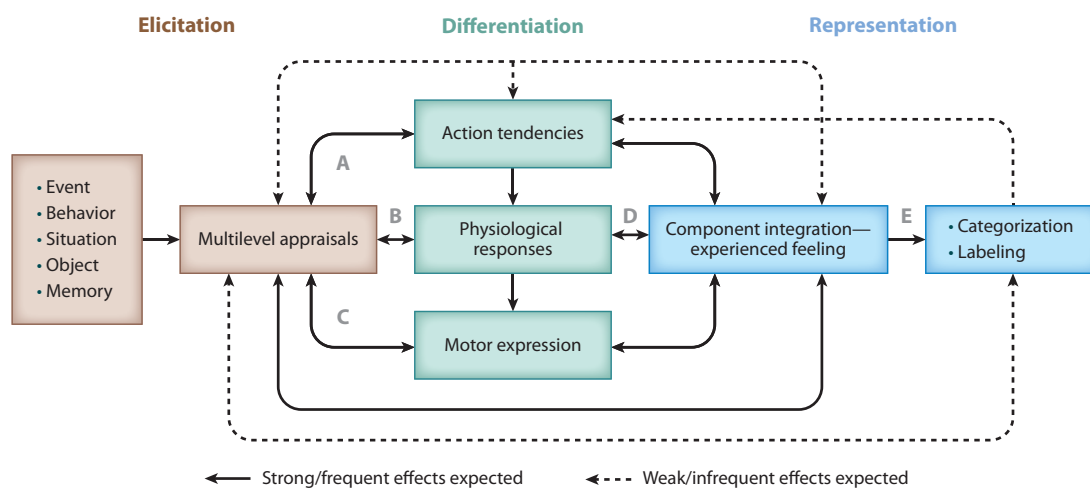 Elicitation
Differentiation
Representation
Action tendencies
A
• Event
• Behavior
• Situation
• Object
• Memory
Multilevel appraisals
B
Physiological
responses
D
Component integration—
experienced feeling
E
• Categorization
• Labeling
C
Motor expression
Strong/frequent effects expected
Weak/infrequent effects expected